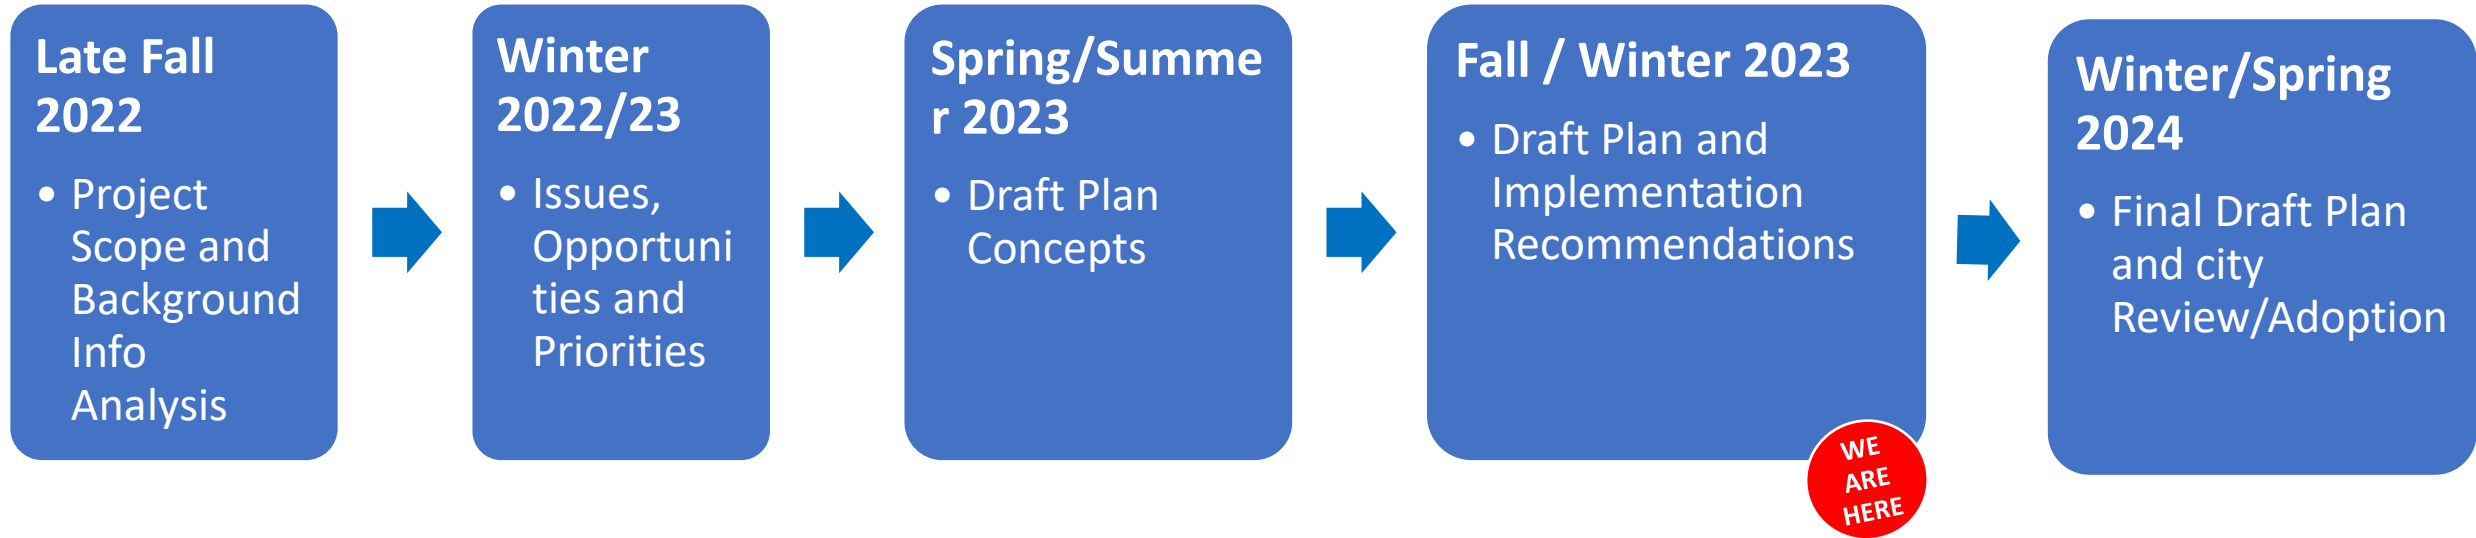 Late Fall
2022
• Project
Scope and
Background
Info
Analysis
Winter
2022/23
• Issues,
Opportuni
ties and
Priorities
Spring/Summe
r 2023
• Draft Plan
Concepts
Fall / Winter 2023
• Draft Plan and
Implementation
Recommendations
WE
ARE
HERE
Winter/Spring
2024
• Final Draft Plan
and city
Review/Adoption